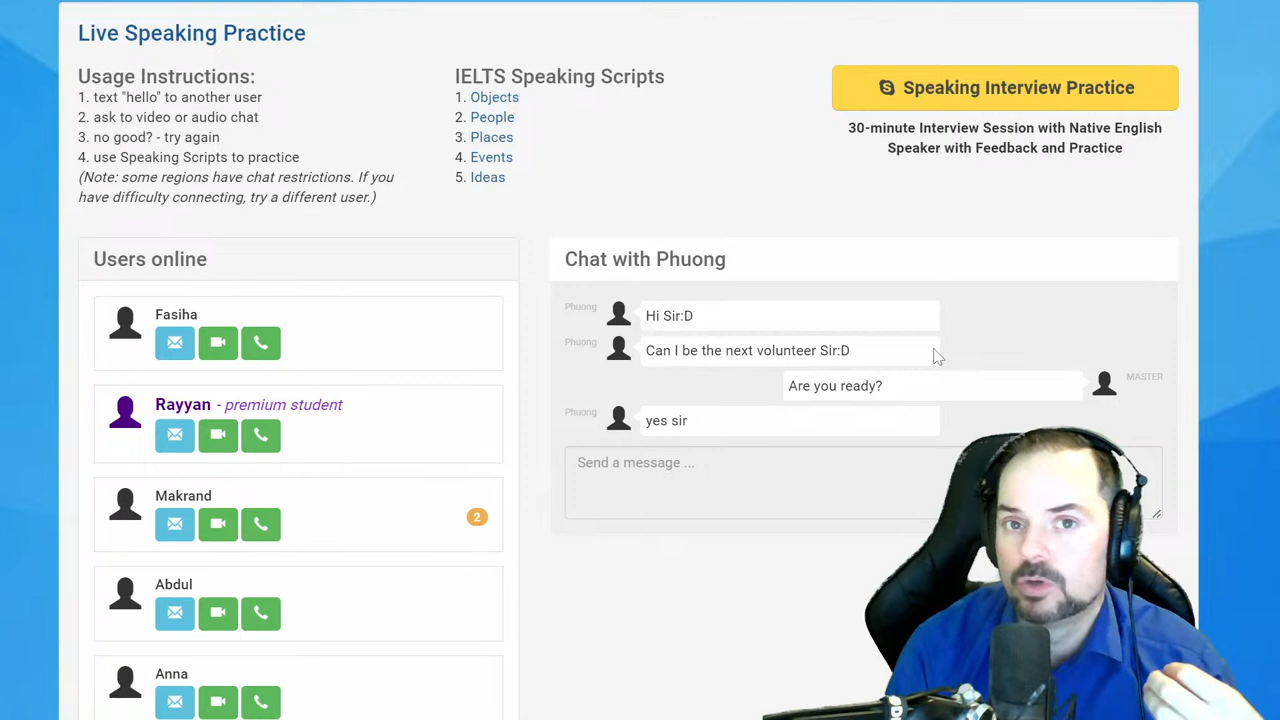 Live Speaking Practice
Usage Instructions:
1. text "hello" to another user
2. ask to video or audio chat
3. no good? - try again
4. use Speaking Scripts to practice
(Note: some regions have chat restrictions. If you
have difficulty connecting, try a different user.)
IELTS Speaking Scripts
1. Objects
2. People
3. Places
4. Events
5. Ideas
Speaking Interview Practice
30-minute Interview Session with Native English
Speaker with Feedback and Practice
Users online
Fasiha
Rayyan - premium student
Makrand
2
Abdul
Anna
Chat with Phuong
Phuong
Hi Sir:D
Phuong
Can I be the next volunteer Sir:D
Are you ready?
MASTER
Phuong
yes sir
Send a message ...